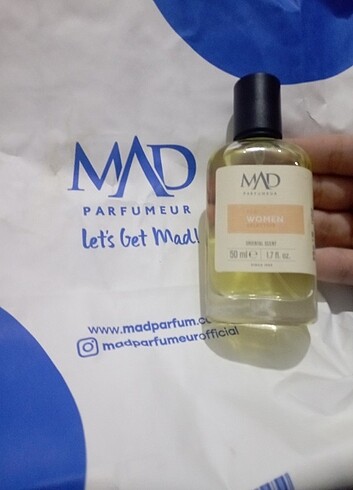 MAD
PARFUMEUR
Let's Get Mad!
www.madparfum.co
madparfumeurofficial
MAD
PARFUMEUR
WOMEN
ORIENTAL SCENT
50 ml e 1.7 fl. oz.